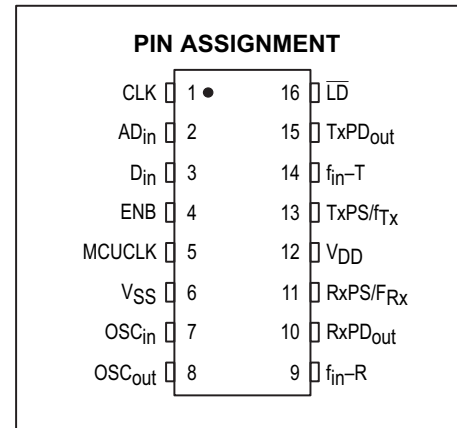 PIN ASSIGNMENT
CLK 1 16 L̅D̅
ADin 2 15 TxPDout
Din 3 14 fin–T
ENB 4 13 TxPS/fTx
MCUCLK 5 12 VDD
VSS 6 11 RxPS/FRx
OSCin 7 10 RxPDout
OSCout 8 9 fin–R